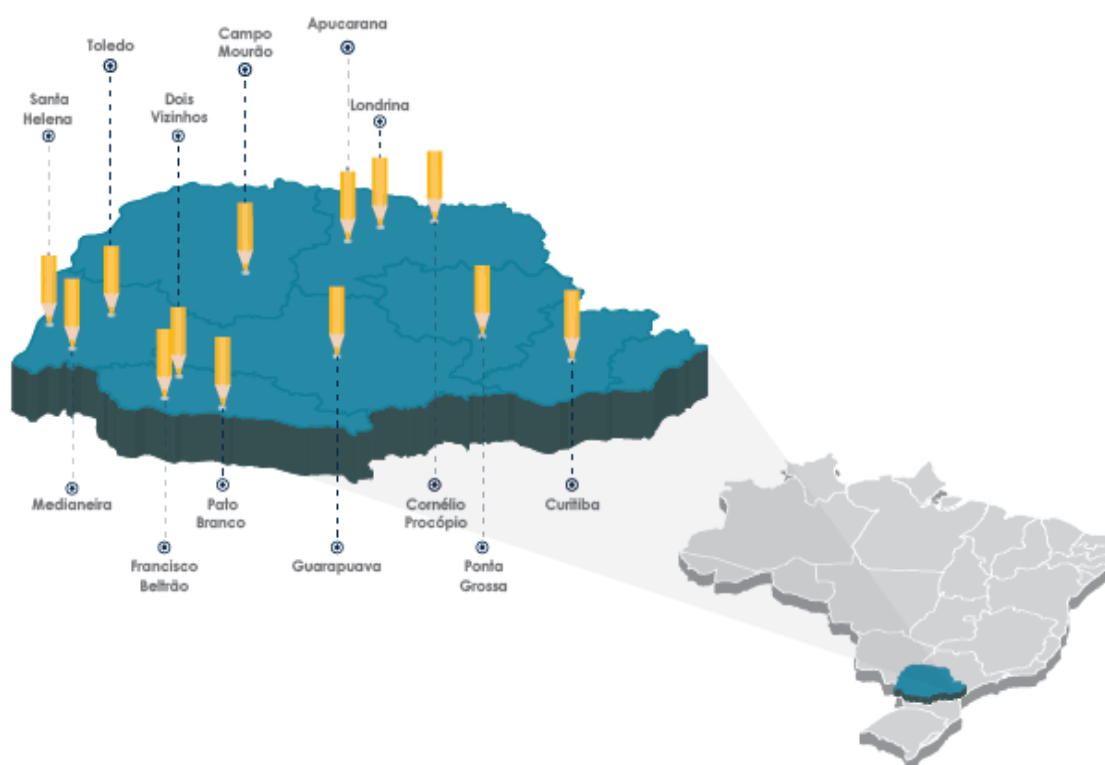 Apucarana
Campo
Mourão
Toledo
Santa
Helena
Dois
Vizinhos
Londrina
Medianeira
Pato
Branco
Cornélio
Procópio
Curitiba
Francisco
Beltrão
Guarapuava
Ponta
Grossa